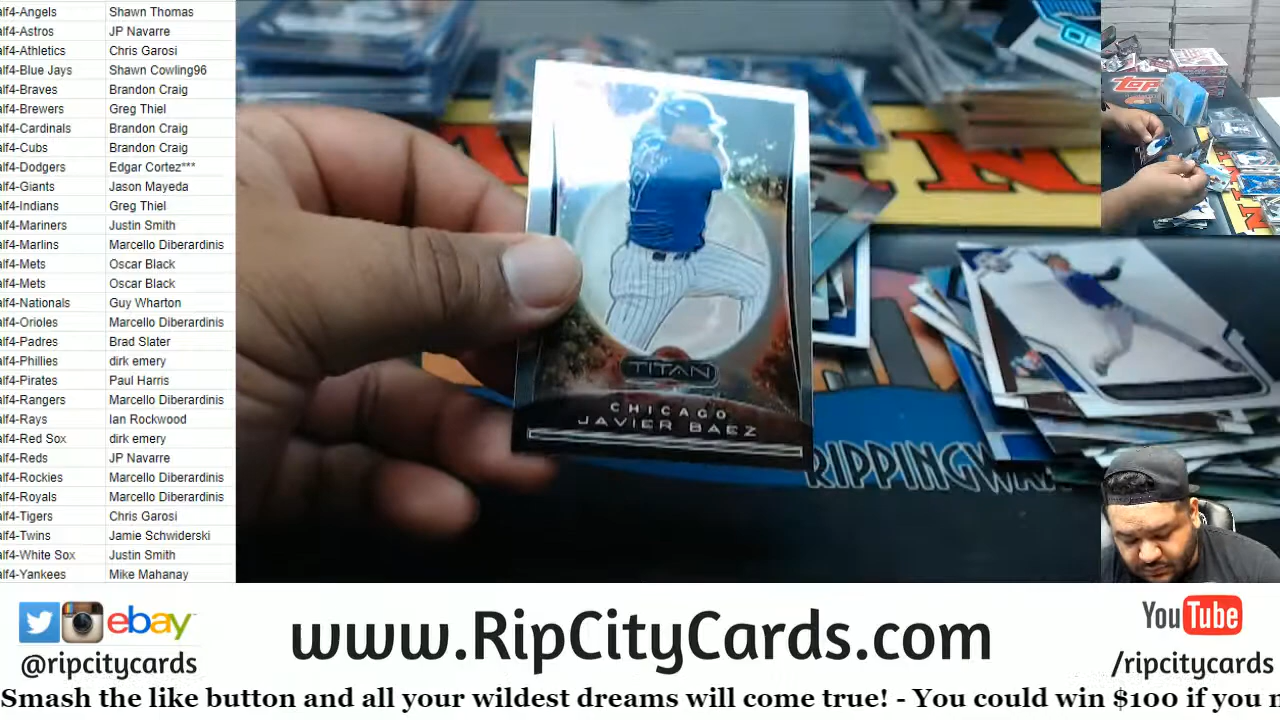 alf4-Angels Shawn Thomas
alf4-Astros JP Navarre
alf4-Athletics Chris Garosi
alf4-Blue Jays Shawn Cowling96
alf4-Braves Brandon Craig
alf4-Brewers Greg Thiel
alf4-Cardinals Brandon Craig
alf4-Cubs Brandon Craig
alf4-Dodgers Edgar Cortez***
alf4-Giants Jason Mayeda
alf4-Indians Greg Thiel
alf4-Mariners Justin Smith
alf4-Marlins Marcello Diberardinis
alf4-Mets Oscar Black
alf4-Mets Oscar Black
alf4-Nationals Guy Wharton
alf4-Orioles Marcello Diberardinis
alf4-Padres Brad Slater
alf4-Phillies dirk emery
alf4-Pirates Paul Harris
alf4-Rangers Marcello Diberardinis
alf4-Rays Ian Rockwood
alf4-Red Sox dirk emery
alf4-Reds JP Navarre
alf4-Rockies Marcello Diberardinis
alf4-Royals Marcello Diberardinis
alf4-Tigers Chris Garosi
alf4-Twins Jamie Schwiderski
alf4-White Sox Justin Smith
alf4-Yankees Mike Mahanay
TITAN
CHICAGO
JAVIER BAEZ
RIPPINGWA
ebay
@ripcitycards
www.RipCityCards.com
YouTube
/ripcitycards
Smash the like button and all your wildest dreams will come true! - You could win $100 if you